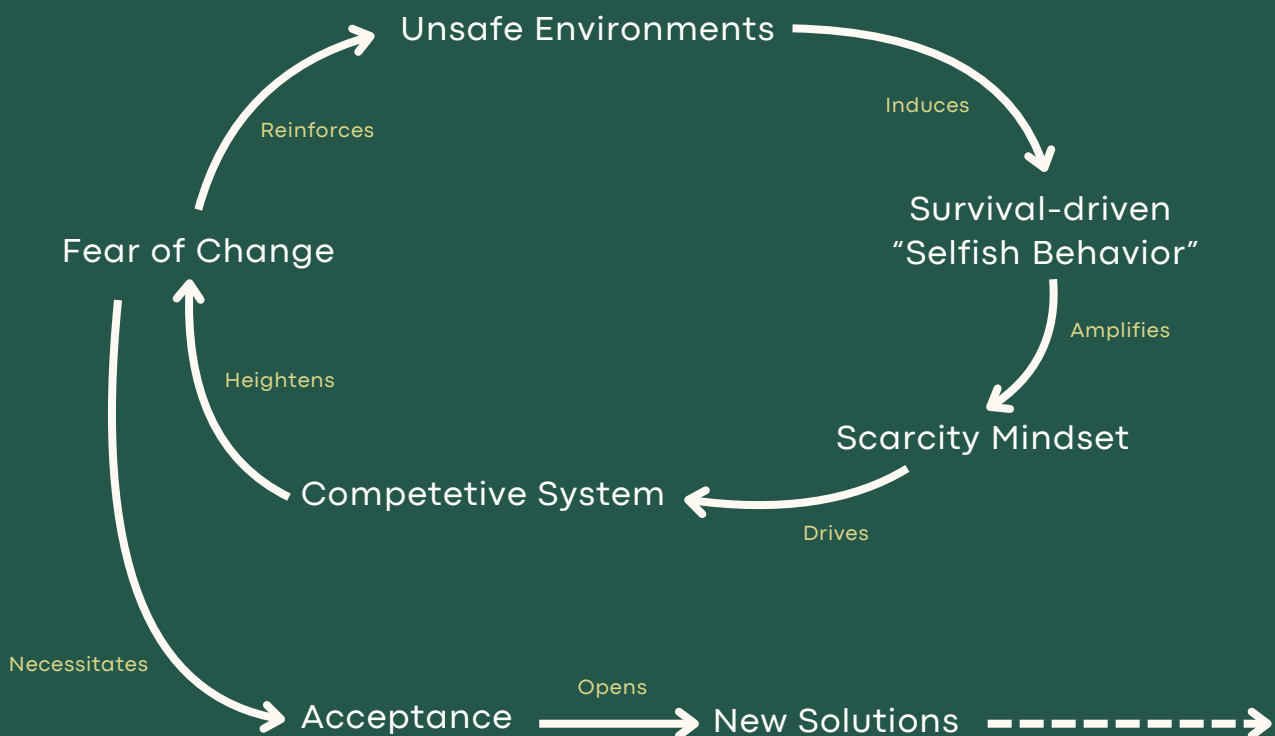 Unsafe Environments
Induces
Reinforces
Survival-driven
“Selfish Behavior”
Fear of Change
Amplifies
Heightens
Scarcity Mindset
Competetive System
Drives
Necessitates
Opens
Acceptance
New Solutions